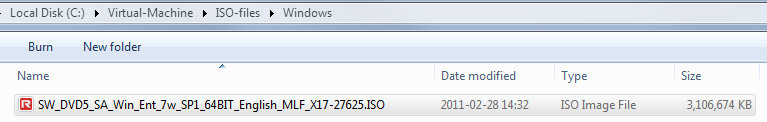 Local Disk (C:) ▸ Virtual-Machine ▸ ISO-files ▸ Windows
Burn New folder
Name Date modified Type Size
SW_DVD5_SA_Win_Ent_7w_SP1_64BIT_English_MLF_X17-27625.ISO 2011-02-28 14:32 ISO Image File 3,106,674 KB